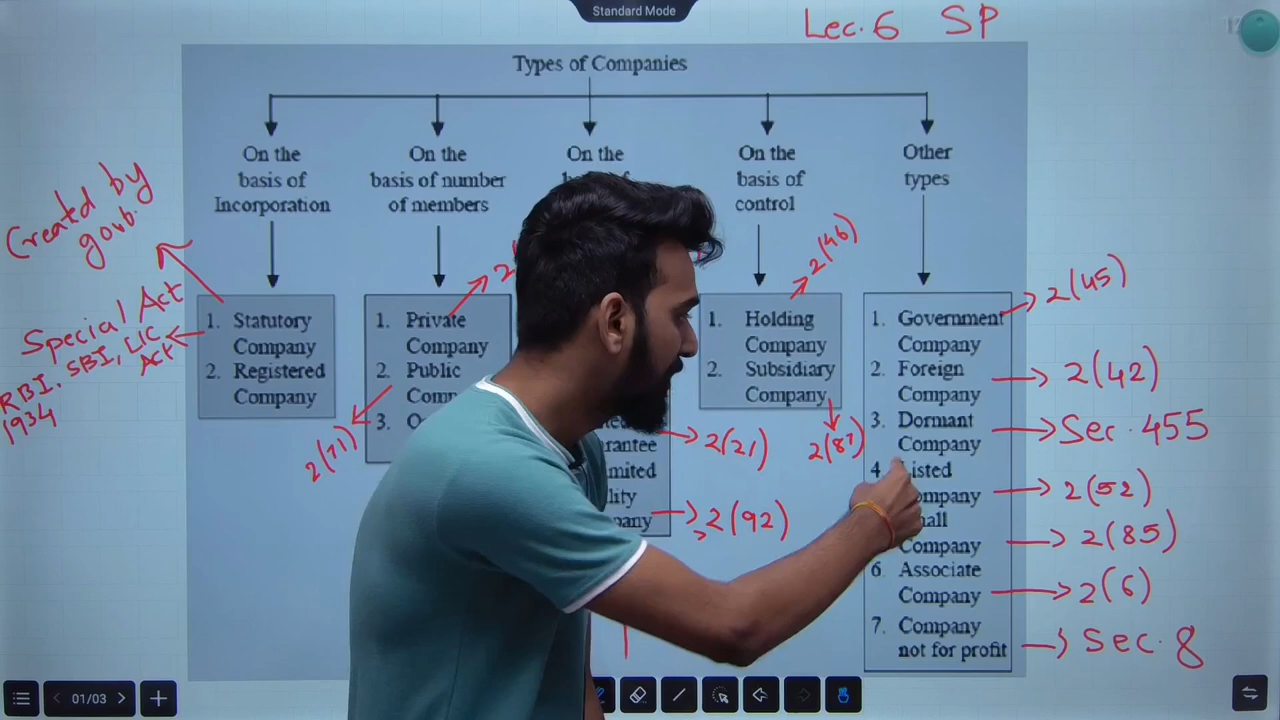 Standard Mode
Lec. 6 SP
Types of Companies
On the
basis of
Incorporation
On the
basis of number
of members
On the
On the
basis of
control
Other
types
Created by
govt.
Special Act
RBI, SBI, LIC
Act
1934
1. Statutory
Company
2. Registered
Company
1. Private
Company
2. Public
3.
2(71)
2(21)
2(92)
1. Holding
Company
2. Subsidiary
Company
2(46)
2(87)
1. Government
Company
2. Foreign
Company
3. Dormant
Company
4. Listed
Company
Small
Company
6. Associate
Company
7. Company
not for profit
2(45)
2(42)
Sec. 455
2(52)
2(85)
2(6)
Sec. 8
01/03